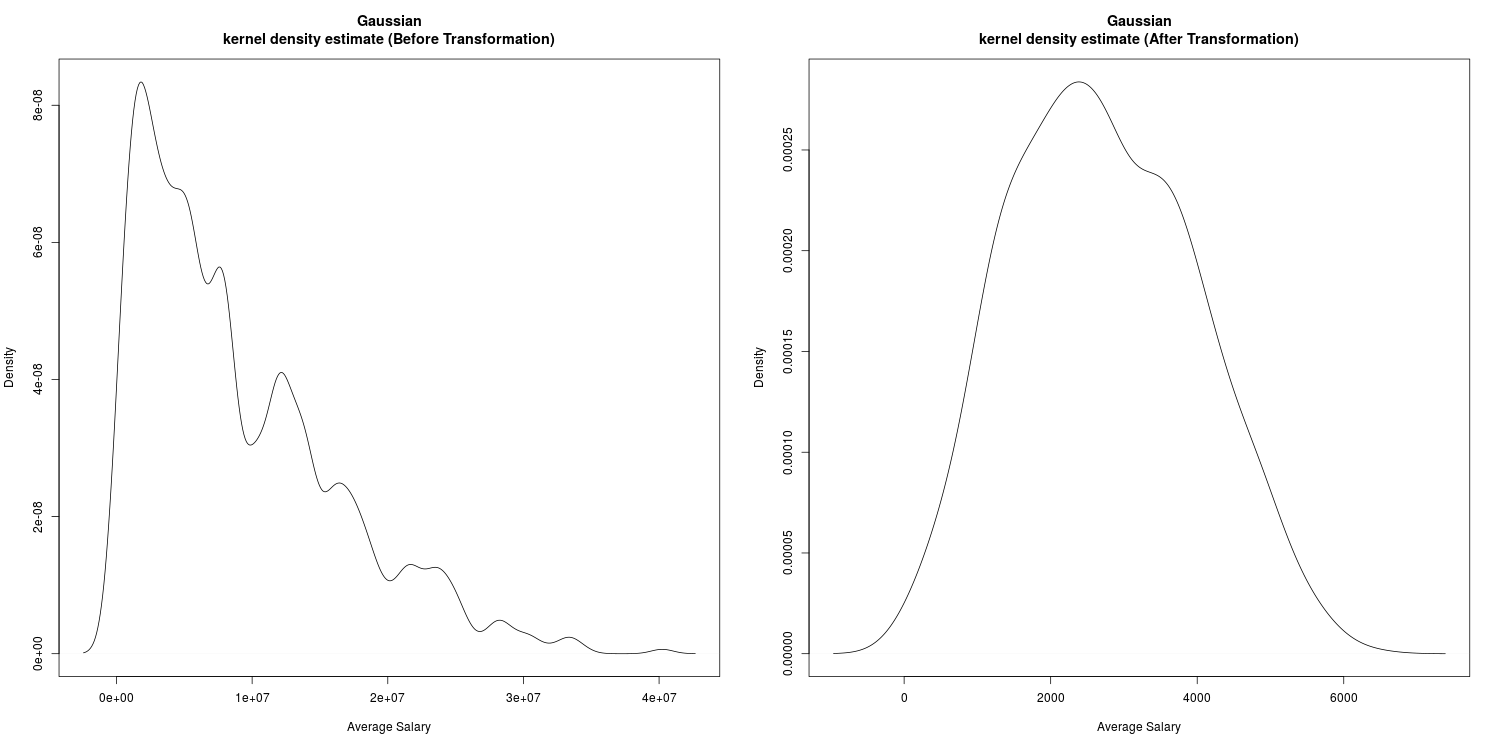 Gaussian
kernel density estimate (Before Transformation)
Density
8e-08
6e-08
4e-08
2e-08
0e+00
0e+00 1e+07 2e+07 3e+07 4e+07
Average Salary
Gaussian
kernel density estimate (After Transformation)
Density
0.00025
0.00020
0.00015
0.00010
0.00005
0.00000
0 2000 4000 6000
Average Salary